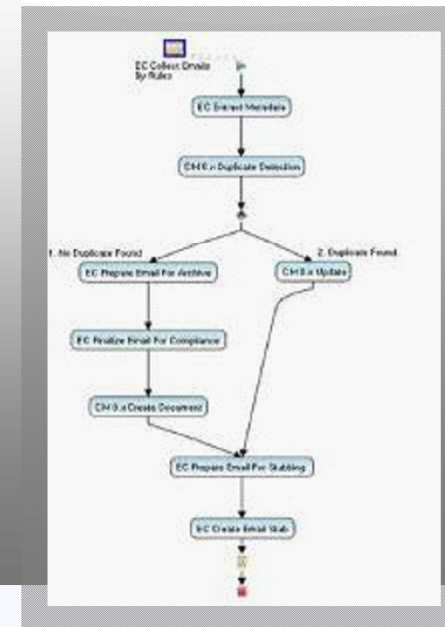 EC Collect Emails
By Rules
EC Extract Metadata
CM 8.x Duplicate Detection
1. No Duplicate Found
2. Duplicate Found
EC Prepare Email For Archive
CM 8.x Update
EC Finalize Email For Compliance
CM 8.x Create Document
EC Prepare Email For Stubbing
EC Create Email Stub